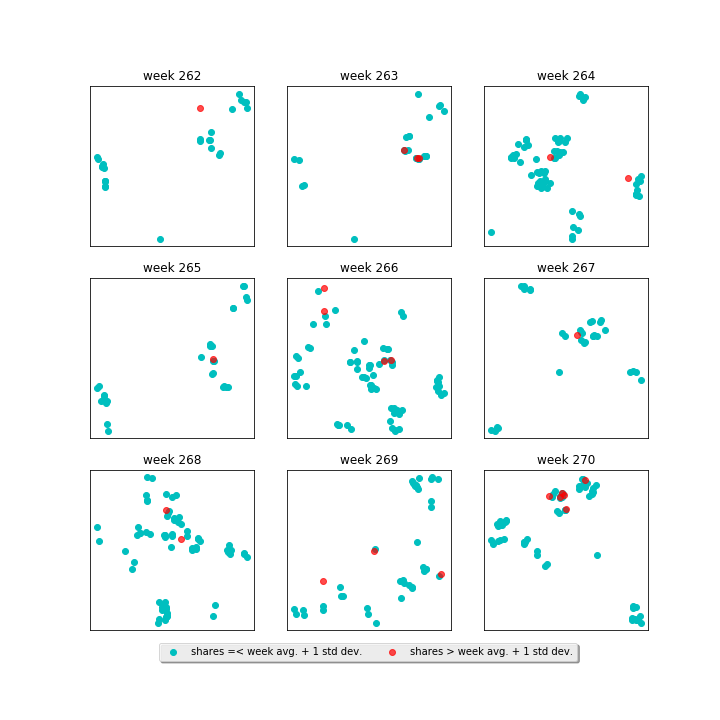 week 262
week 263
week 264
week 265
week 266
week 267
week 268
week 269
week 270
shares =< week avg. + 1 std dev.
shares > week avg. + 1 std dev.